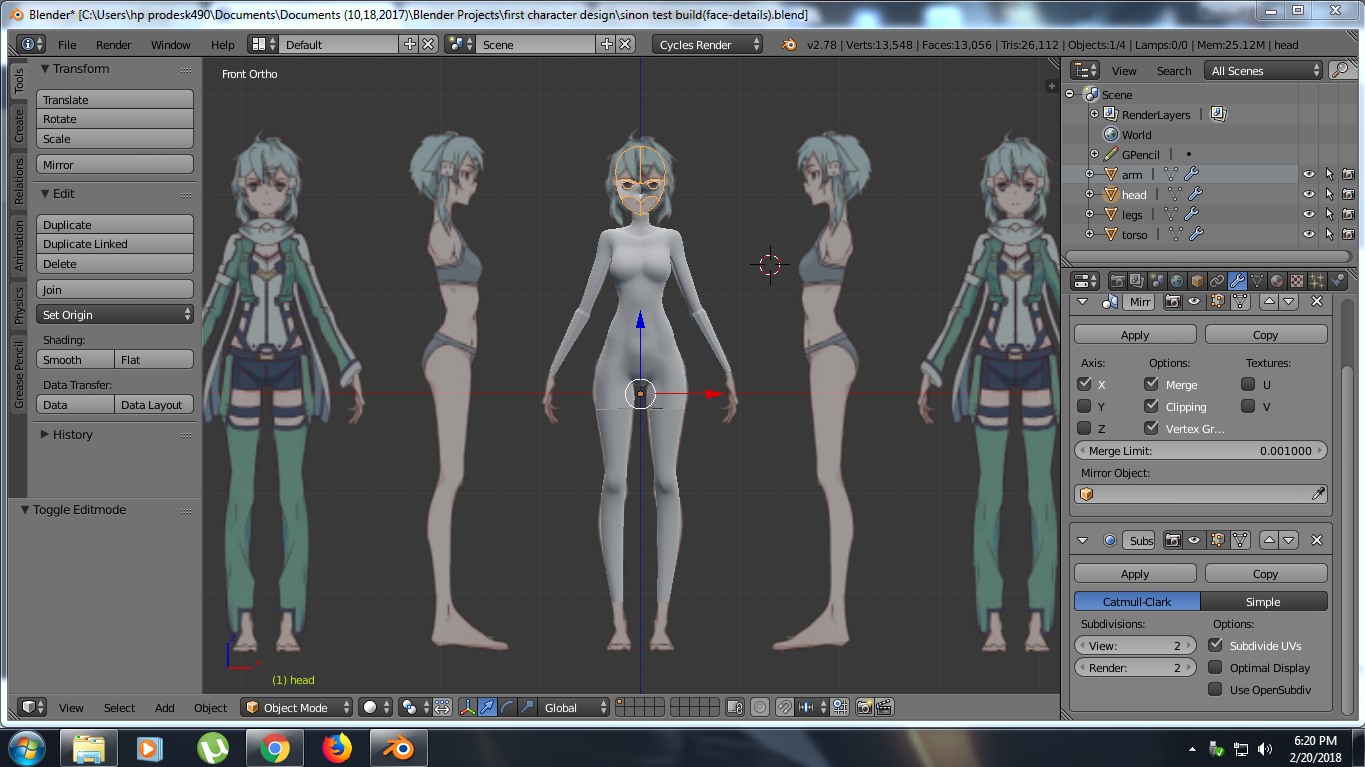 Blender* [C:\Users\hp prodesk490\Documents\Documents (10,18,2017)\Blender Projects\first character design\sinon test build(face-details).blend]
File Render Window Help Default Scene Cycles Render v2.78 | Verts:13,548 | Faces:13,056 | Tris:26,112 | Objects:1/4 | Lamps:0/0 | Mem:25.12M | head
Tools
Create
Relations
Animation
Physics
Grease Pencil
Transform
Translate
Rotate
Scale
Mirror
Edit
Duplicate
Duplicate Linked
Delete
Join
Set Origin
Shading:
Smooth Flat
Data Transfer:
Data Data Layout
History
Toggle Editmode
Front Ortho
z
x
(1) head
View Select Add Object Object Mode Global
View Search All Scenes
Scene
RenderLayers |
World
GPencil |
arm |
head |
legs |
torso |
Mirr
Apply Copy
Axis: Options: Textures:
X Merge U
Y Clipping V
Z Vertex Gr...
Merge Limit: 0.001000
Mirror Object:
Subs
Apply Copy
Catmull-Clark Simple
Subdivisions: Options:
View: 2 Subdivide UVs
Render: 2 Optimal Display
Use OpenSubdiv
6:20 PM
2/20/2018